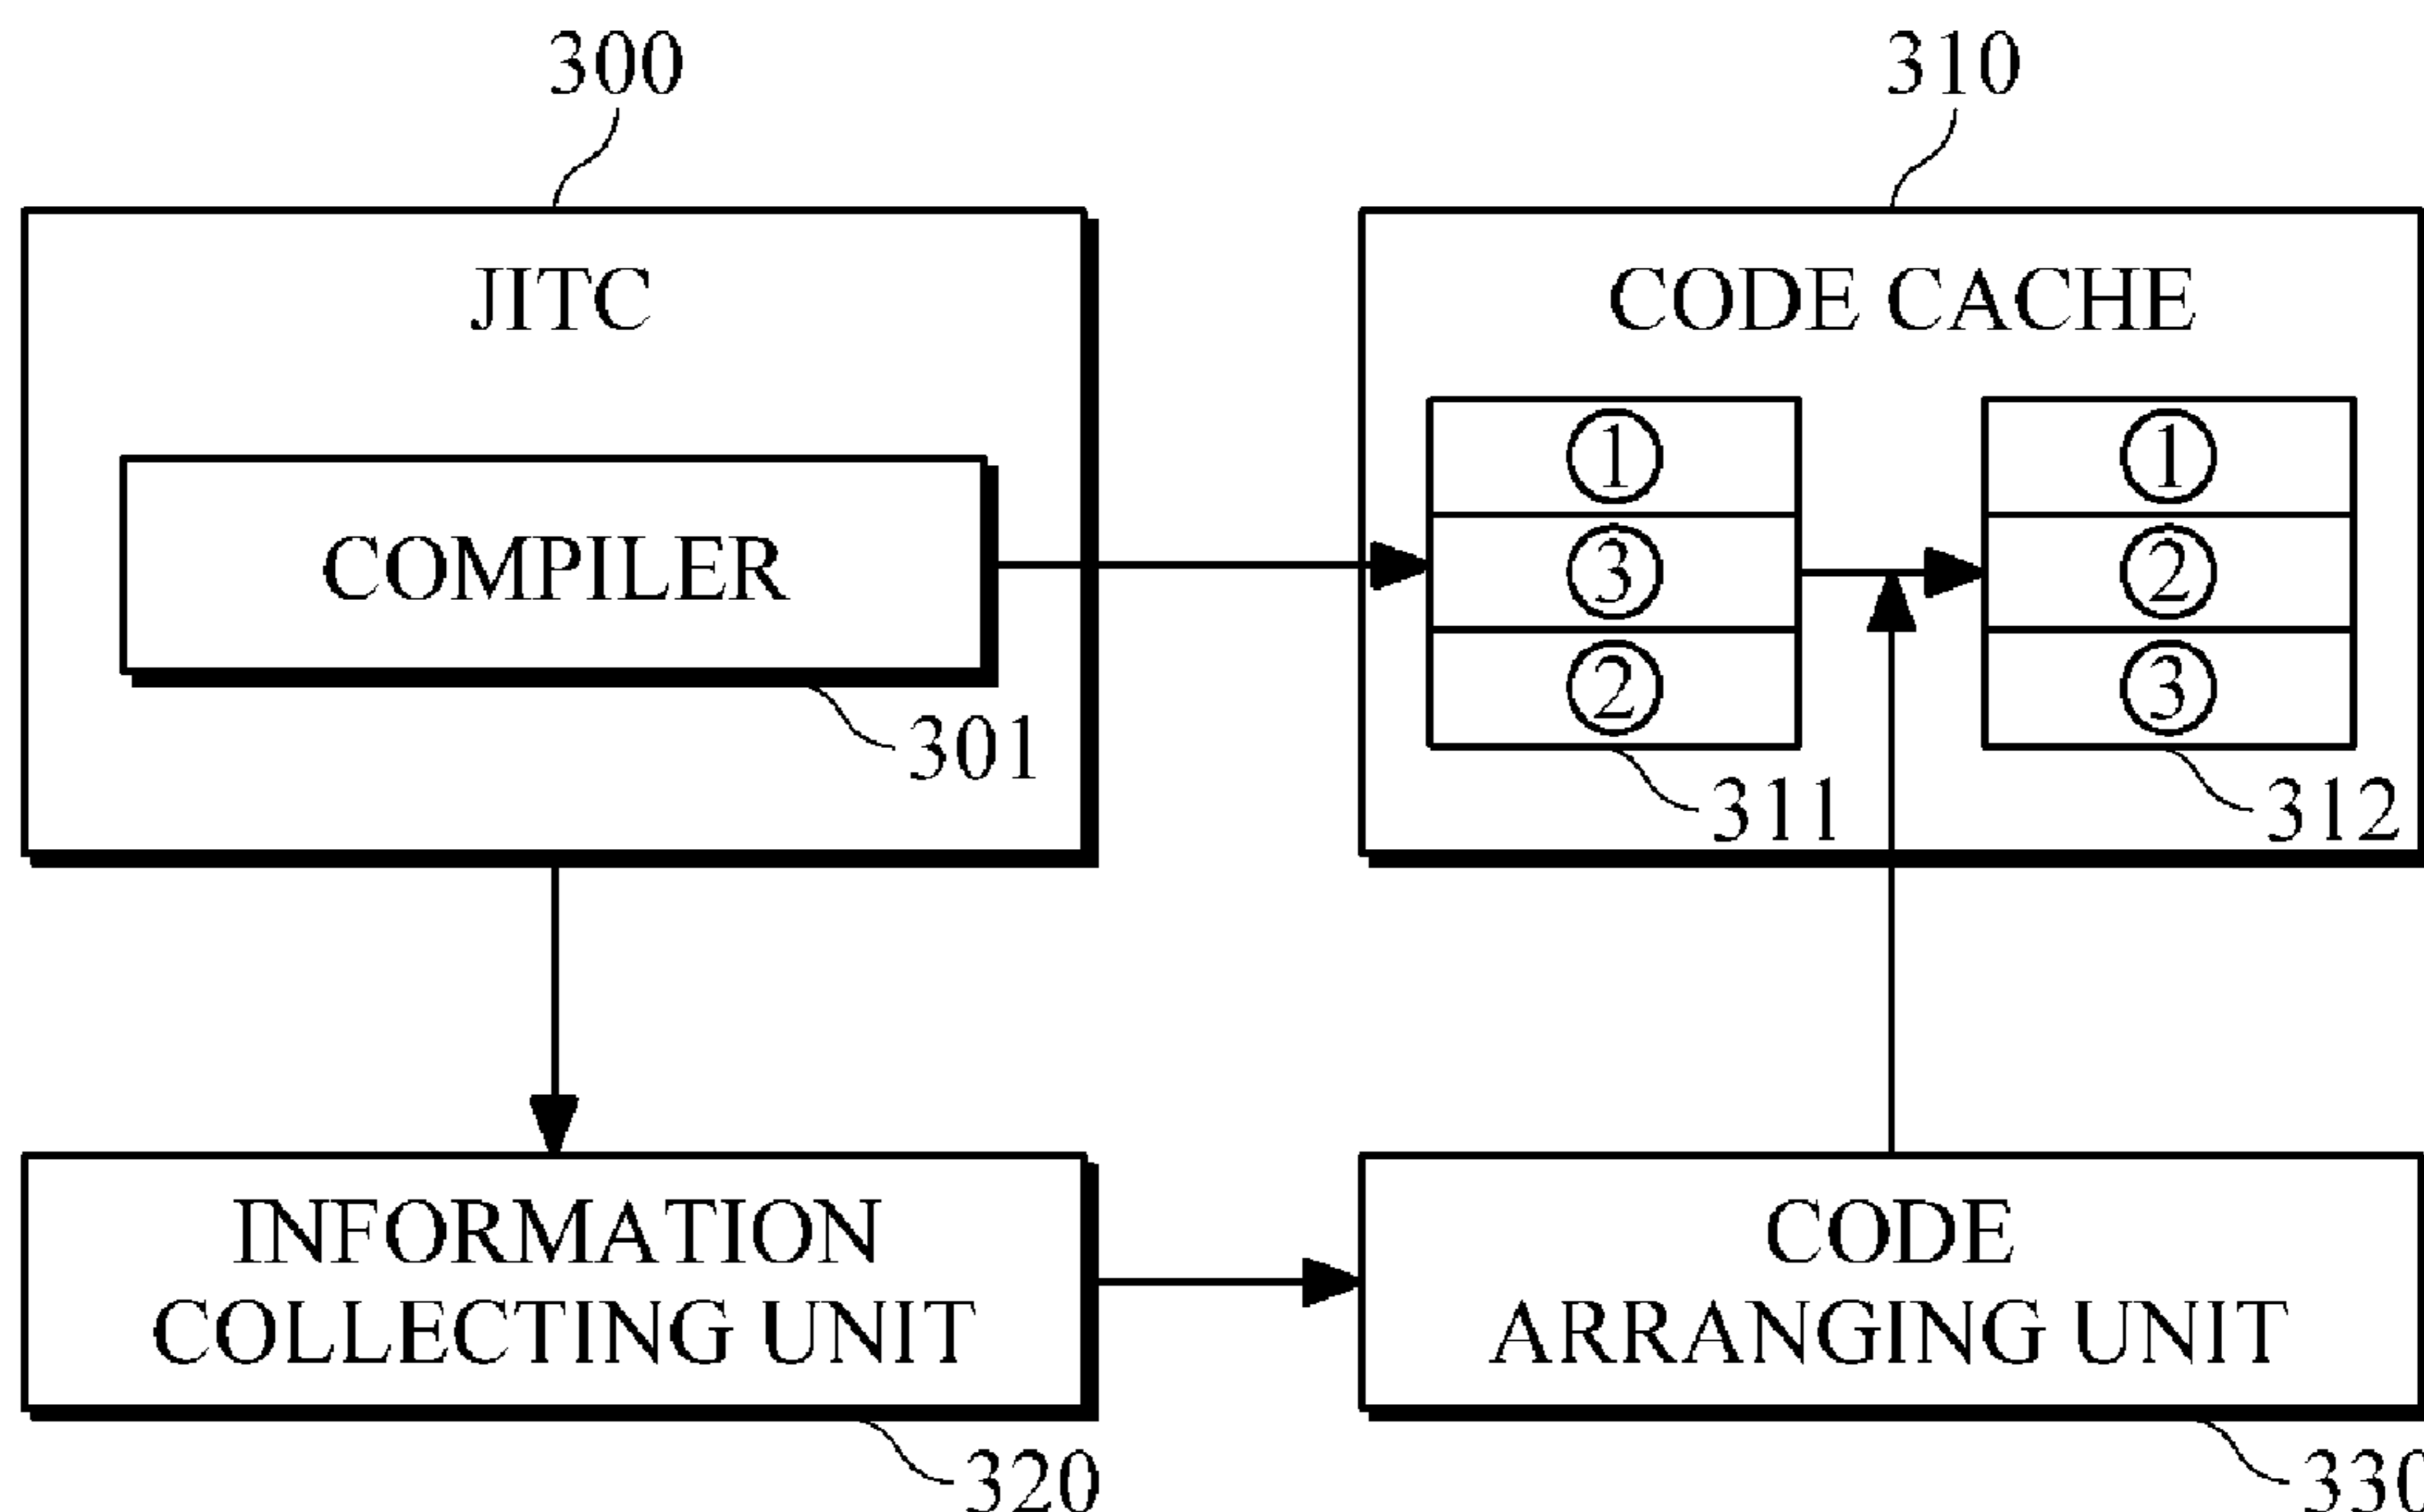 300
310
JITC
CODE CACHE
COMPILER
①
③
②
①
②
③
301
311
312
INFORMATION
COLLECTING UNIT
CODE
ARRANGING UNIT
320
330